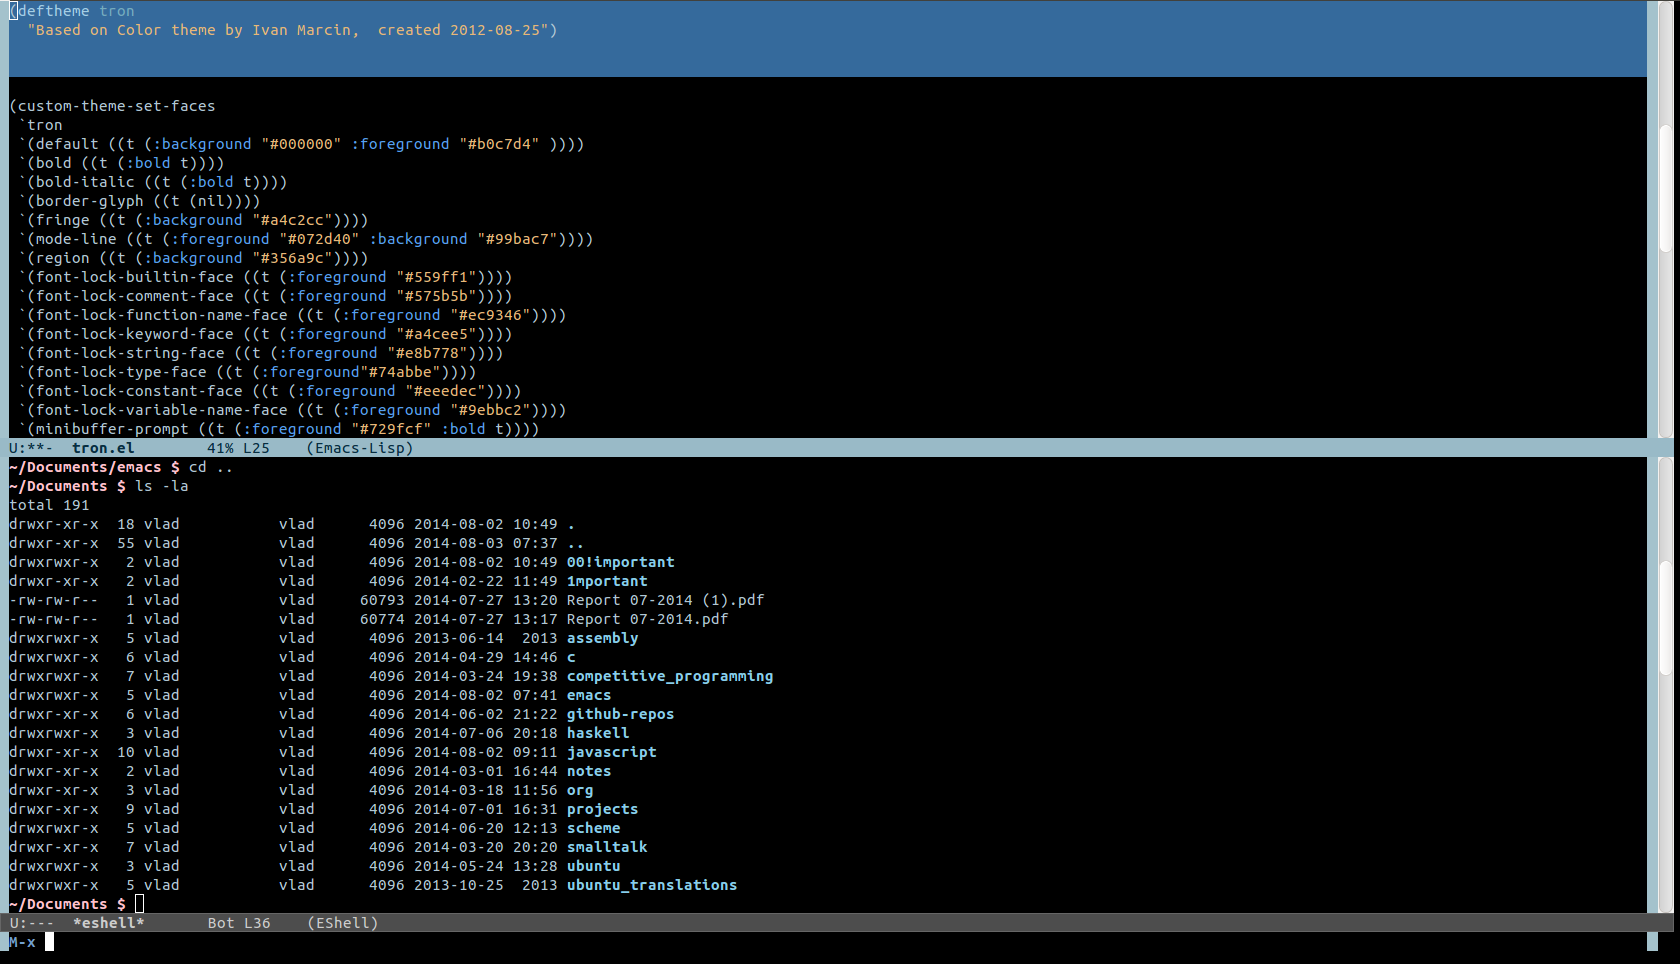 (deftheme tron
  "Based on Color theme by Ivan Marcin,  created 2012-08-25")
(custom-theme-set-faces
 `tron
 `(default ((t (:background "#000000" :foreground "#b0c7d4" ))))
 `(bold ((t (:bold t))))
 `(bold-italic ((t (:bold t))))
 `(border-glyph ((t (nil))))
 `(fringe ((t (:background "#a4c2cc"))))
 `(mode-line ((t (:foreground "#072d40" :background "#99bac7"))))
 `(region ((t (:background "#356a9c"))))
 `(font-lock-builtin-face ((t (:foreground "#559ff1"))))
 `(font-lock-comment-face ((t (:foreground "#575b5b"))))
 `(font-lock-function-name-face ((t (:foreground "#ec9346"))))
 `(font-lock-keyword-face ((t (:foreground "#a4cee5"))))
 `(font-lock-string-face ((t (:foreground "#e8b778"))))
 `(font-lock-type-face ((t (:foreground"#74abbe"))))
 `(font-lock-constant-face ((t (:foreground "#eeedec"))))
 `(font-lock-variable-name-face ((t (:foreground "#9ebbc2"))))
 `(minibuffer-prompt ((t (:foreground "#729fcf" :bold t))))
U:**-  tron.el        41% L25    (Emacs-Lisp)
~/Documents/emacs $ cd ..
~/Documents $ ls -la
total 191
drwxr-xr-x  18 vlad           vlad      4096 2014-08-02 10:49 .
drwxr-xr-x  55 vlad           vlad      4096 2014-08-03 07:37 ..
drwxrwxr-x   2 vlad           vlad      4096 2014-08-02 10:49 00!important
drwxr-xr-x   2 vlad           vlad      4096 2014-02-22 11:49 1mportant
-rw-rw-r--   1 vlad           vlad     60793 2014-07-27 13:20 Report 07-2014 (1).pdf
-rw-rw-r--   1 vlad           vlad     60774 2014-07-27 13:17 Report 07-2014.pdf
drwxrwxr-x   5 vlad           vlad      4096 2013-06-14  2013 assembly
drwxrwxr-x   6 vlad           vlad      4096 2014-04-29 14:46 c
drwxrwxr-x   7 vlad           vlad      4096 2014-03-24 19:38 competitive_programming
drwxr-xr-x   5 vlad           vlad      4096 2014-08-02 07:41 emacs
drwxrwxr-x   6 vlad           vlad      4096 2014-06-02 21:22 github-repos
drwxr-xr-x   3 vlad           vlad      4096 2014-07-06 20:18 haskell
drwxr-xr-x  10 vlad           vlad      4096 2014-08-02 09:11 javascript
drwxr-xr-x   2 vlad           vlad      4096 2014-03-01 16:44 notes
drwxr-xr-x   3 vlad           vlad      4096 2014-03-18 11:56 org
drwxr-xr-x   9 vlad           vlad      4096 2014-07-01 16:31 projects
drwxrwxr-x   5 vlad           vlad      4096 2014-06-20 12:13 scheme
drwxr-xr-x   7 vlad           vlad      4096 2014-03-20 20:20 smalltalk
drwxrwxr-x   3 vlad           vlad      4096 2014-05-24 13:28 ubuntu
drwxrwxr-x   5 vlad           vlad      4096 2013-10-25  2013 ubuntu_translations
~/Documents $
U:---  *eshell*       Bot L36    (EShell)
M-x